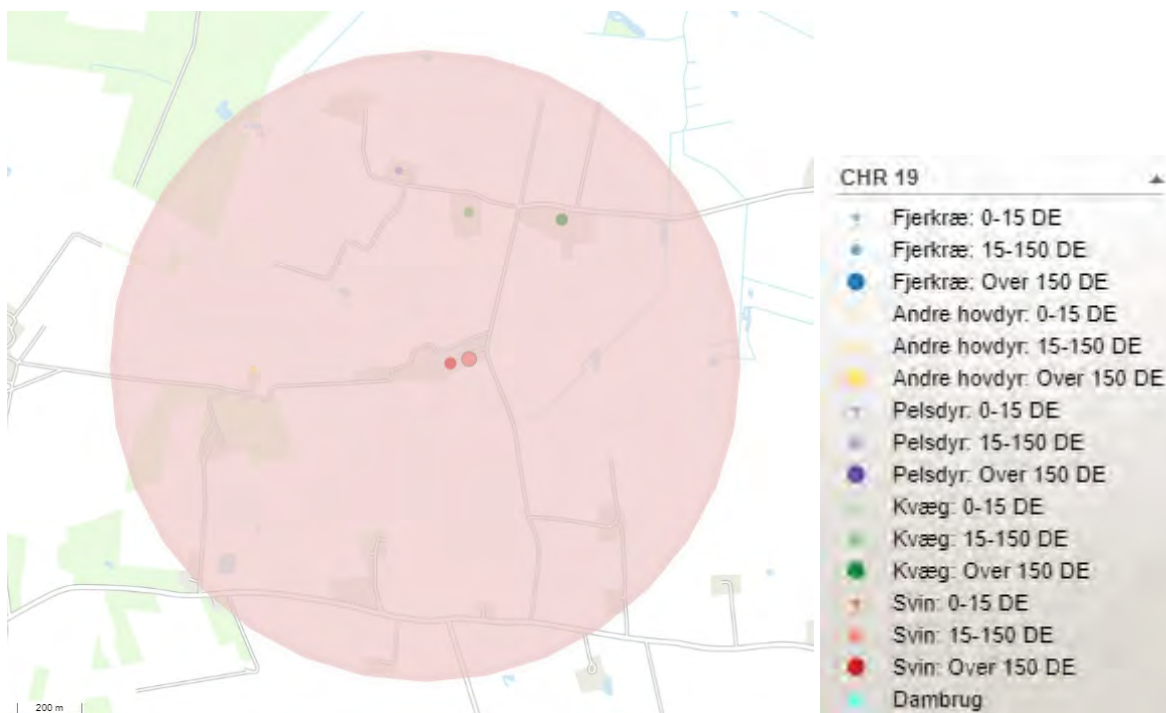 CHR 19
Fjerkræ: 0-15 DE
Fjerkræ: 15-150 DE
Fjerkræ: Over 150 DE
Andre hovdyr: 0-15 DE
Andre hovdyr: 15-150 DE
Andre hovdyr: Over 150 DE
Pelsdyr: 0-15 DE
Pelsdyr: 15-150 DE
Pelsdyr: Over 150 DE
Kvæg: 0-15 DE
Kvæg: 15-150 DE
Kvæg: Over 150 DE
Svin: 0-15 DE
Svin: 15-150 DE
Svin: Over 150 DE
Dambrug
200 m